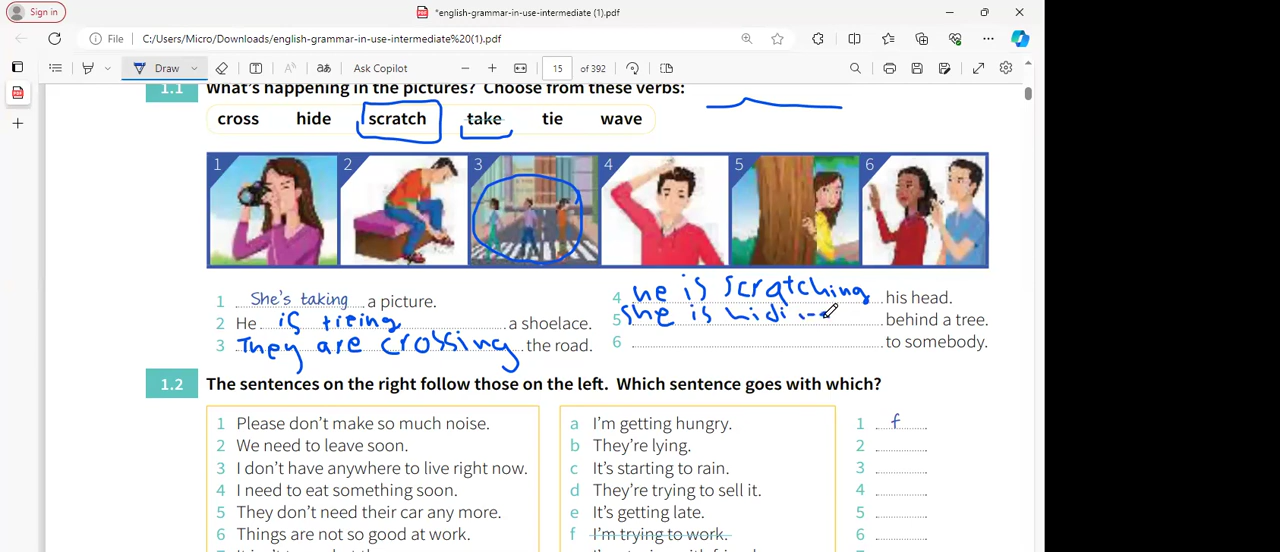 Sign in
*english-grammar-in-use-intermediate (1).pdf
File C:/Users/Micro/Downloads/english-grammar-in-use-intermediate%20(1).pdf
Draw
Ask Copilot
15 of 392
1.1 What's happening in the pictures? Choose from these verbs:
cross hide scratch take tie wave
1 2 3 4 5 6
1 She's taking a picture.
2 He is tieing a shoelace.
3 They are crossing the road.
4 he is scratching his head.
5 she is hidi behind a tree.
6 to somebody.
1.2 The sentences on the right follow those on the left. Which sentence goes with which?
1 Please don't make so much noise.
2 We need to leave soon.
3 I don't have anywhere to live right now.
4 I need to eat something soon.
5 They don't need their car any more.
6 Things are not so good at work.
a I'm getting hungry.
b They're lying.
c It's starting to rain.
d They're trying to sell it.
e It's getting late.
f I'm trying to work.
1 f
2
3
4
5
6